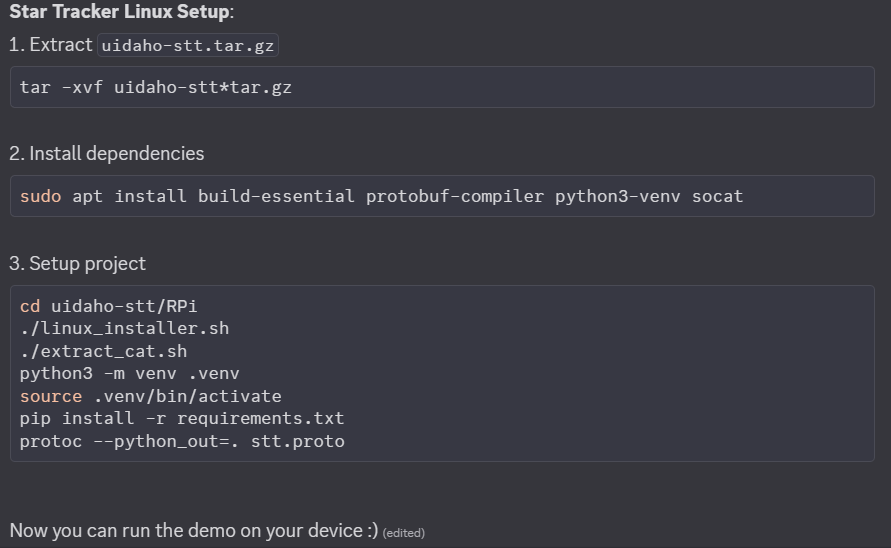 Star Tracker Linux Setup:
1. Extract uidaho-stt.tar.gz
tar -xvf uidaho-stt*tar.gz
2. Install dependencies
sudo apt install build-essential protobuf-compiler python3-venv socat
3. Setup project
cd uidaho-stt/RPi
./linux_installer.sh
./extract_cat.sh
python3 -m venv .venv
source .venv/bin/activate
pip install -r requirements.txt
protoc --python_out=. stt.proto
Now you can run the demo on your device :) (edited)